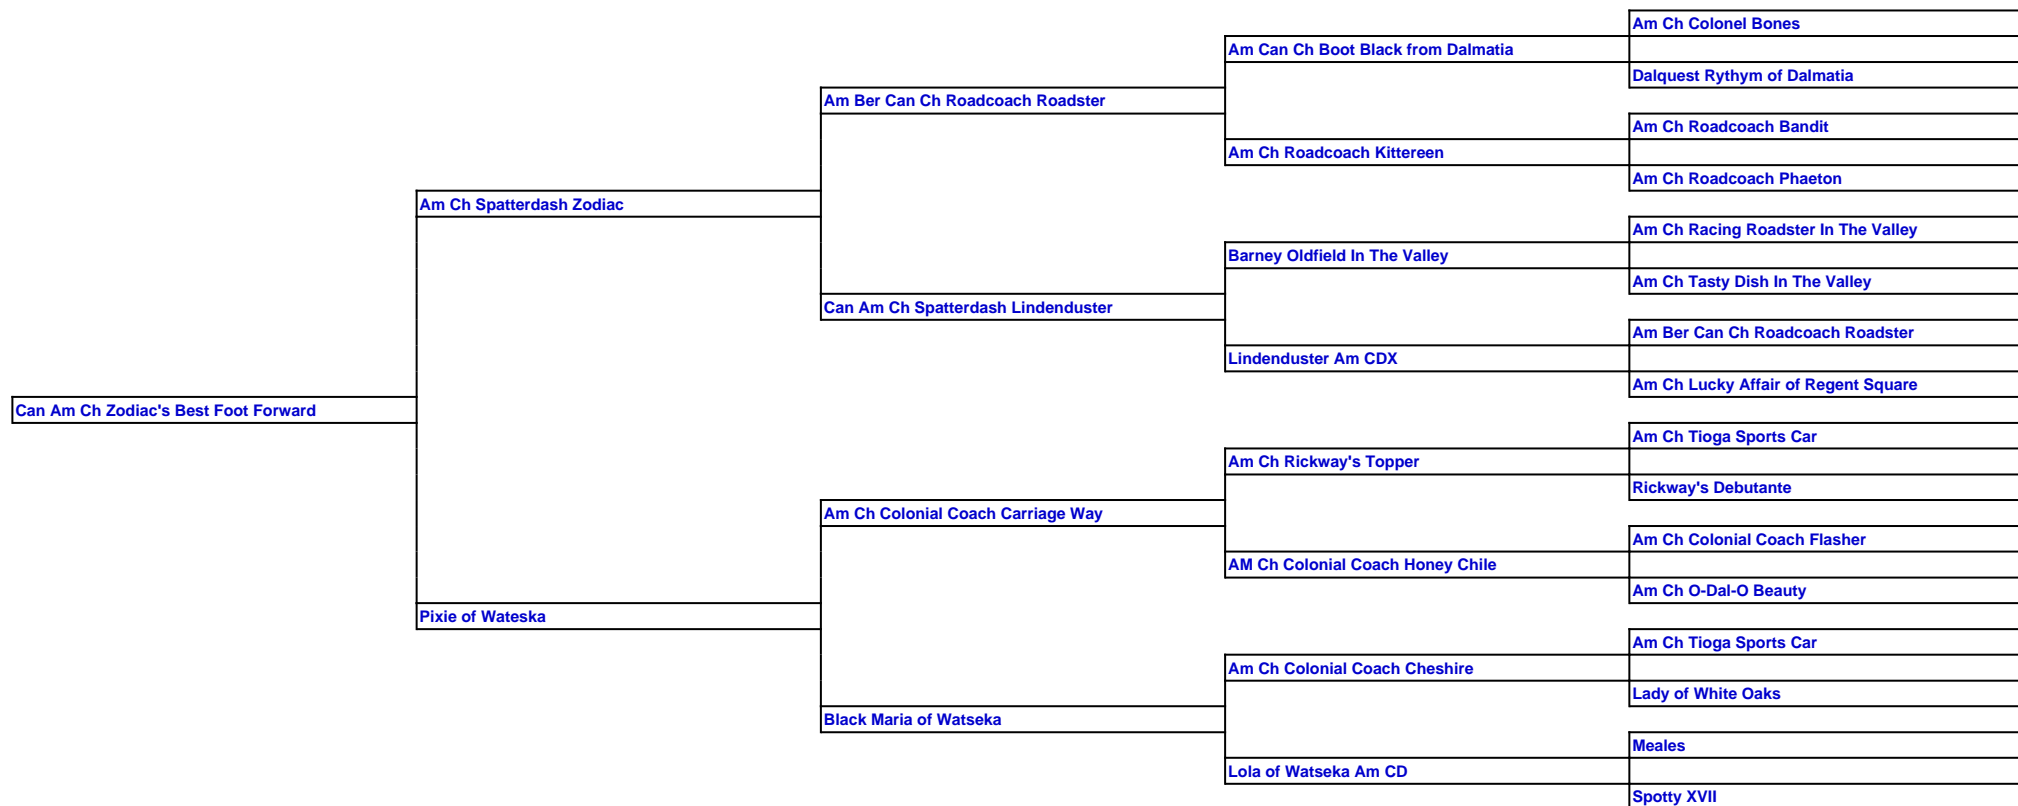 Am Ch Colonel Bones
Am Can Ch Boot Black from Dalmatia
Dalquest Rythym of Dalmatia
Am Ber Can Ch Roadcoach Roadster
Am Ch Roadcoach Bandit
Am Ch Roadcoach Kittereen
Am Ch Roadcoach Phaeton
Am Ch Spatterdash Zodiac
Am Ch Racing Roadster In The Valley
Barney Oldfield In The Valley
Am Ch Tasty Dish In The Valley
Can Am Ch Spatterdash Lindenduster
Am Ber Can Ch Roadcoach Roadster
Lindenduster Am CDX
Am Ch Lucky Affair of Regent Square
Can Am Ch Zodiac's Best Foot Forward
Am Ch Tioga Sports Car
Am Ch Rickway's Topper
Rickway's Debutante
Am Ch Colonial Coach Carriage Way
Am Ch Colonial Coach Flasher
AM Ch Colonial Coach Honey Chile
Am Ch O-Dal-O Beauty
Pixie of Wateska
Am Ch Tioga Sports Car
Am Ch Colonial Coach Cheshire
Lady of White Oaks
Black Maria of Watseka
Meales
Lola of Watseka Am CD
Spotty XVII